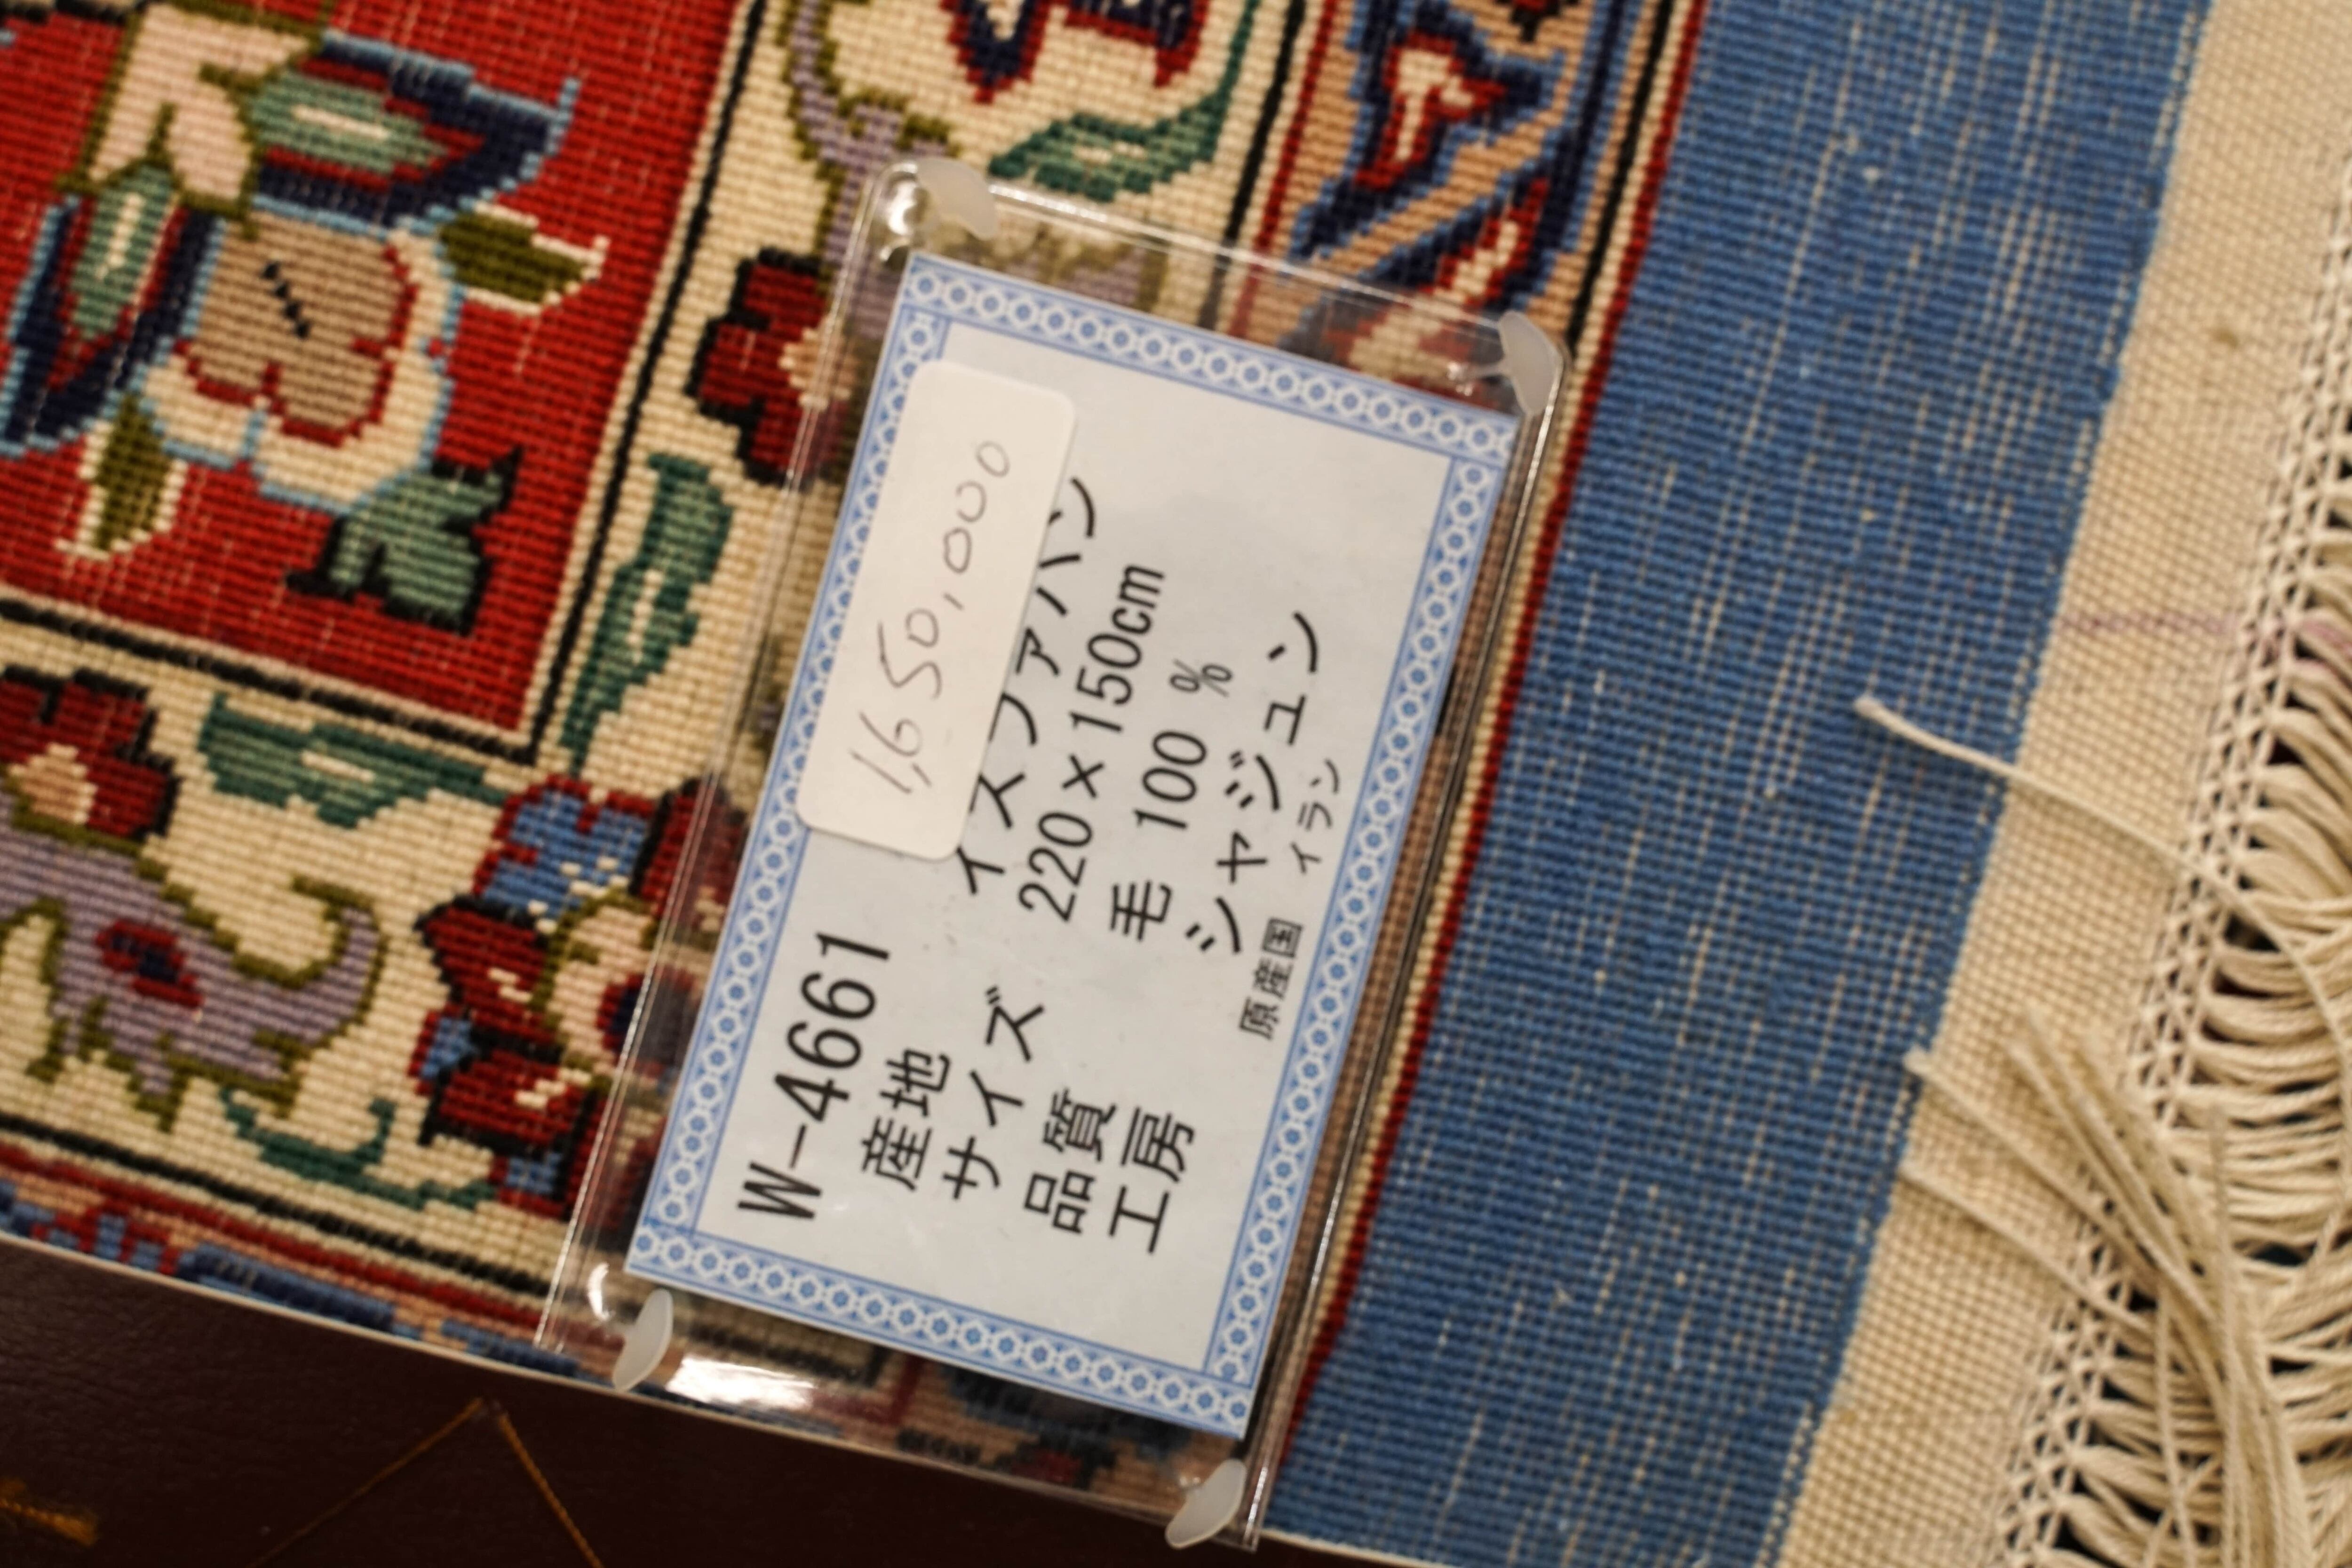 1,650,000
W-4661
産地 イスファハン
サイズ 220×150cm
品質 毛 100 %
工房 シャジュン
原産国 イラン